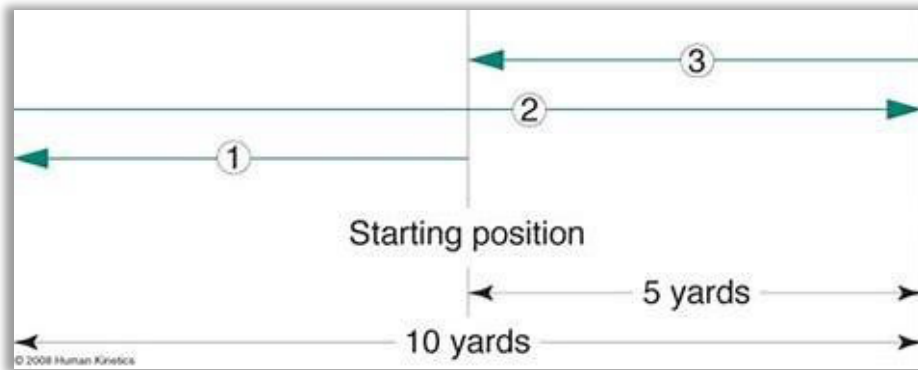 3
2
1
Starting position
5 yards
10 yards
© 2008 Human Kinetics